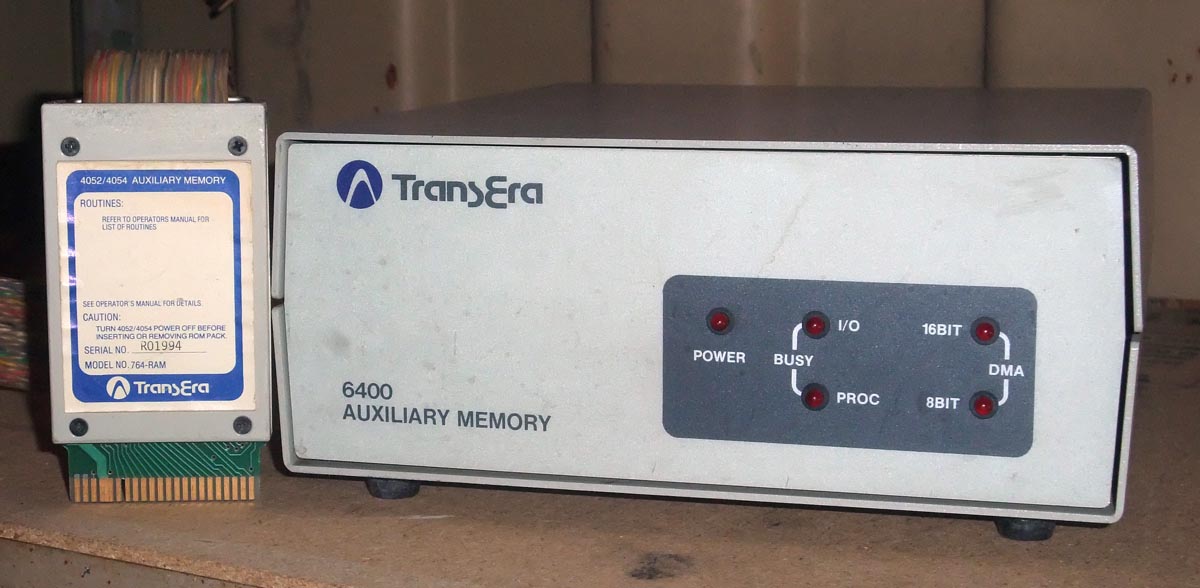 4052/4054 AUXILIARY MEMORY
ROUTINES:
REFER TO OPERATORS MANUAL FOR
LIST OF ROUTINES
SEE OPERATOR'S MANUAL FOR DETAILS
CAUTION:
TURN 4052/4054 POWER OFF BEFORE
INSERTING OR REMOVING ROM PACK.
SERIAL NO. R01994
MODEL NO. 764-RAM
TransEra
TransEra
6400
AUXILIARY MEMORY
POWER
BUSY
I/O
PROC
16BIT
DMA
8BIT